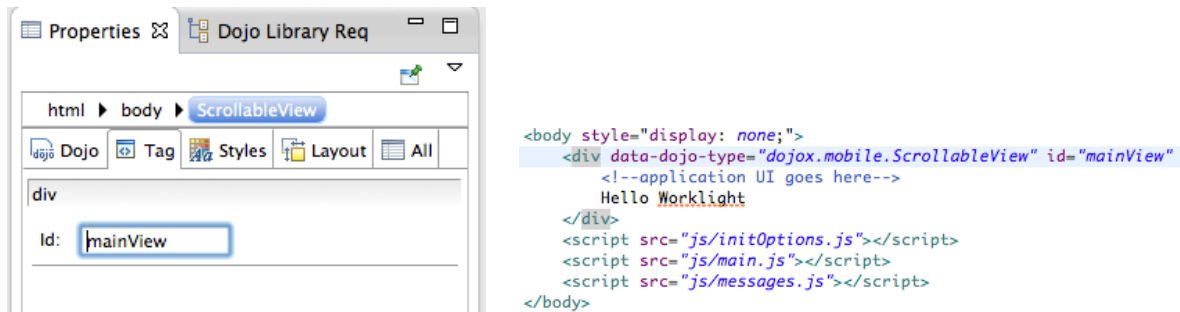 Properties Dojo Library Req
html body ScrollableView
Dojo Tag Styles Layout All
div
Id: mainView
<body style="display: none;">
<div data-dojo-type="dojox.mobile.ScrollableView" id="mainView"
<!--application UI goes here-->
Hello Worklight
</div>
<script src="js/initOptions.js"></script>
<script src="js/main.js"></script>
<script src="js/messages.js"></script>
</body>